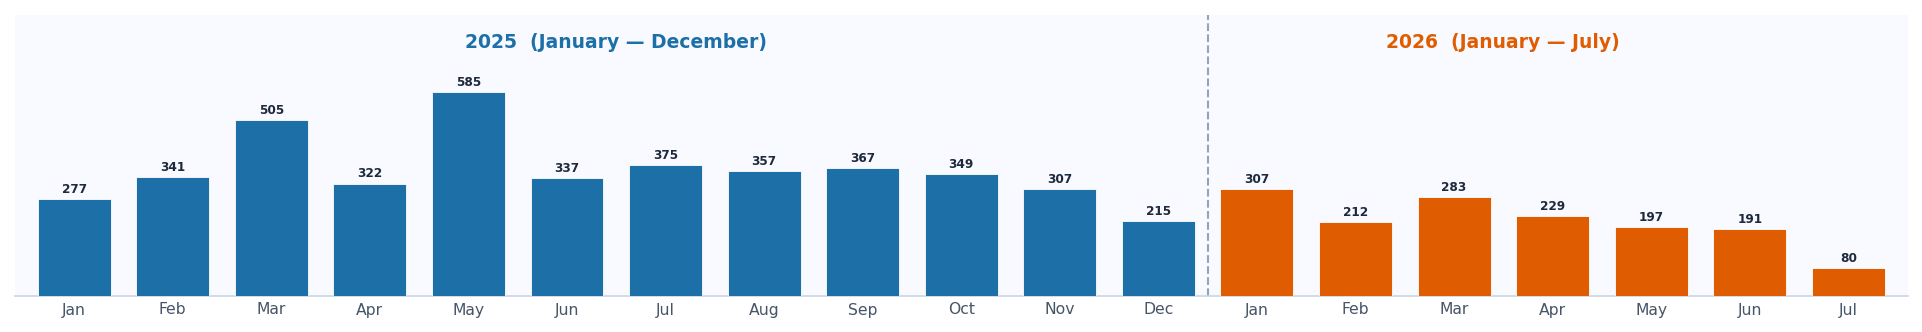 2025  (January — December)
2026  (January — July)
277
341
505
322
585
337
375
357
367
349
307
215
307
212
283
229
197
191
80
Jan
Feb
Mar
Apr
May
Jun
Jul
Aug
Sep
Oct
Nov
Dec
Jan
Feb
Mar
Apr
May
Jun
Jul